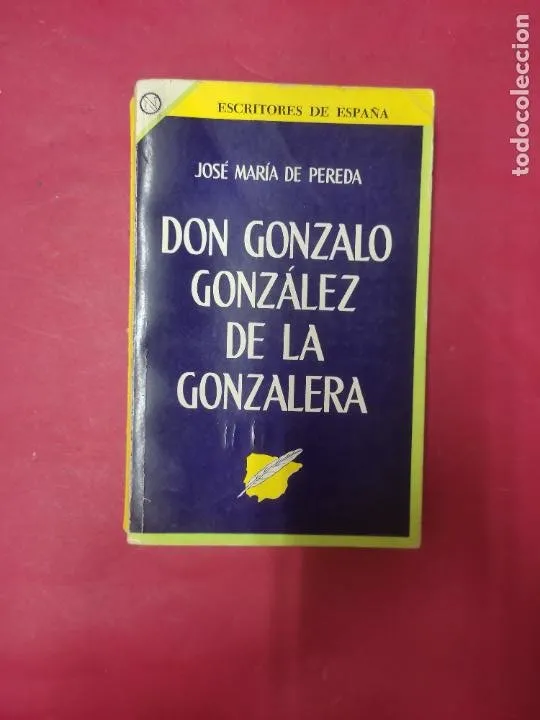 ESCRITORES DE ESPAÑA
JOSÉ MARÍA DE PEREDA
DON GONZALO
GONZÁLEZ
DE LA
GONZALERA
todocoleccion
N